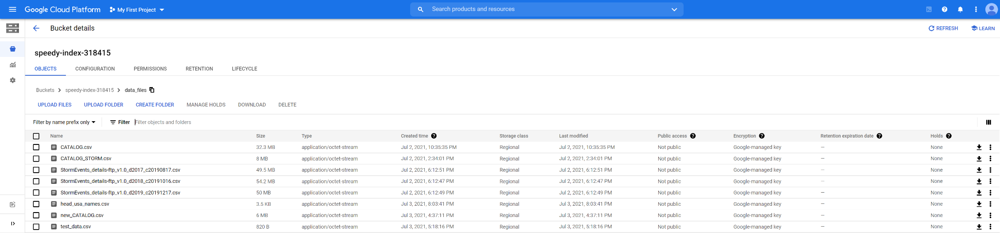 Google Cloud Platform My First Project Search products and resources
Bucket details REFRESH LEARN
speedy-index-318415
OBJECTS CONFIGURATION PERMISSIONS RETENTION LIFECYCLE
Buckets > speedy-index-318415 > data_files
UPLOAD FILES UPLOAD FOLDER CREATE FOLDER MANAGE HOLDS DOWNLOAD DELETE
Filter by name prefix only Filter Filter objects and folders
Name Size Type Created time Storage class Last modified Public access Encryption Retention expiration date Holds
CATALOG.csv 32.3 MB application/octet-stream Jul 2, 2021, 10:35:35 PM Regional Jul 2, 2021, 10:35:35 PM Not public Google-managed key — None
CATALOG_STORM.csv 8 MB application/octet-stream Jul 2, 2021, 2:34:01 PM Regional Jul 2, 2021, 2:34:01 PM Not public Google-managed key — None
StormEvents_details-ftp_v1.0_d2017_c20190817.csv 49.5 MB application/octet-stream Jul 2, 2021, 6:12:51 PM Regional Jul 2, 2021, 6:12:51 PM Not public Google-managed key — None
StormEvents_details-ftp_v1.0_d2018_c20191016.csv 54.2 MB application/octet-stream Jul 2, 2021, 6:12:47 PM Regional Jul 2, 2021, 6:12:47 PM Not public Google-managed key — None
StormEvents_details-ftp_v1.0_d2019_c20191217.csv 50 MB application/octet-stream Jul 2, 2021, 6:12:49 PM Regional Jul 2, 2021, 6:12:49 PM Not public Google-managed key — None
head_usa_names.csv 3.5 KB application/octet-stream Jul 3, 2021, 8:03:41 PM Regional Jul 3, 2021, 8:03:41 PM Not public Google-managed key — None
new_CATALOG.csv 6 MB application/octet-stream Jul 3, 2021, 4:37:11 PM Regional Jul 3, 2021, 4:37:11 PM Not public Google-managed key — None
test_data.csv 820 B application/octet-stream Jul 3, 2021, 5:18:16 PM Regional Jul 3, 2021, 5:18:16 PM Not public Google-managed key — None